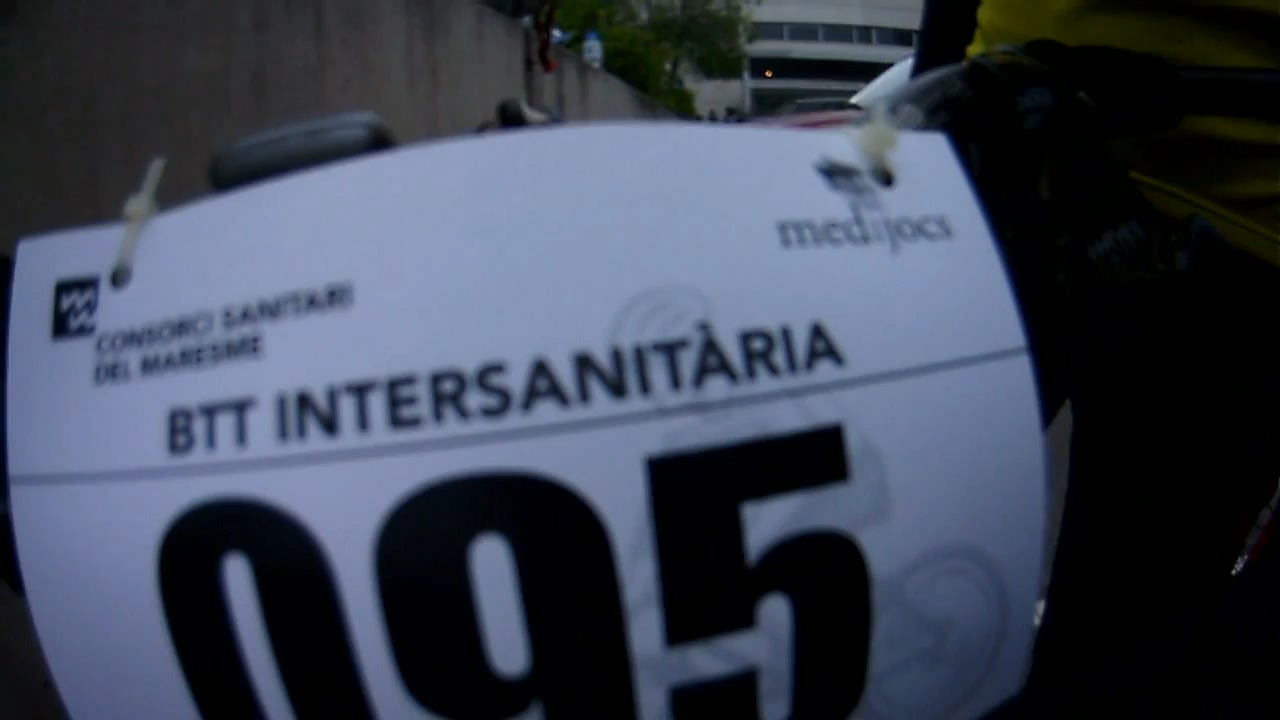 medijocs
CONSORCI SANITARI
DEL MARESME
BTT INTERSANITÀRIA
095